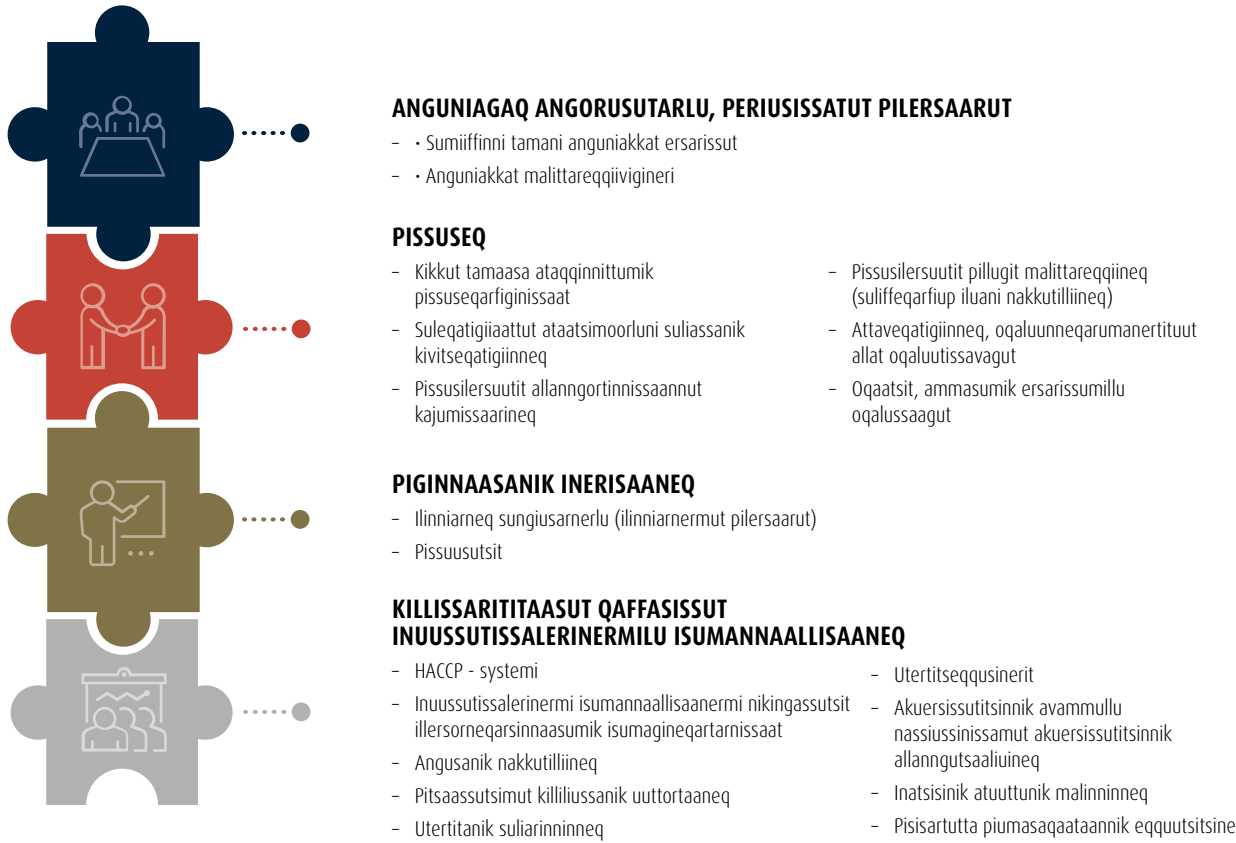 ANGUNIAGAQ ANGORUSUTARLU, PERIUSISSATUT PILERSAARUT
– • Sumiiffinni tamani anguniakkat ersarissut
– • Anguniakkat malittareqqiivigineri
PISSUSEQ
– Kikkut tamaasa ataqqinnittumik
pissuseqarfiginissaat
– Suleqatigiiaattut ataatsimoorluni suliassanik
kivitseqatigiinneq
– Pissusilersuutit allanngortinnissaannut
kajumissaarineq
– Pissusilersuutit pillugit malittareqqiineq
(suliffeqarfiup iluani nakkutilliineq)
– Attaveqatigiinneq, oqaluunneqarumanertituut
allat oqaluutissavagut
– Oqaatsit, ammasumik ersarissumillu
oqalussaagut
PIGINNAASANIK INERISAANEQ
– Ilinniarneq sungiusarnerlu (ilinniarnermut pilersaarut)
– Pissuusutsit
KILLISSARITITAASUT QAFFASISSUT
INUUSSUTISSALERINERMILU ISUMANNAALLISAANEQ
– HACCP - systemi
– Inuussutissalerinermi isumannaallisaanermi nikingassutsit
illersorneqarsinnaasumik isumagineqartarnissaat
– Angusanik nakkutilliineq
– Pitsaassutsimut killiliussanik uuttortaaneq
– Utertitanik suliarinninneq
– Utertitseqqusinerit
– Akuersissutitsinnik avammullu
nassiussinissamut akuersissutitsinnik
allanngutsaaliuineq
– Inatsisinik atuuttunik malinninneq
– Pisisartutta piumasaqaataannik eqquutsitsine